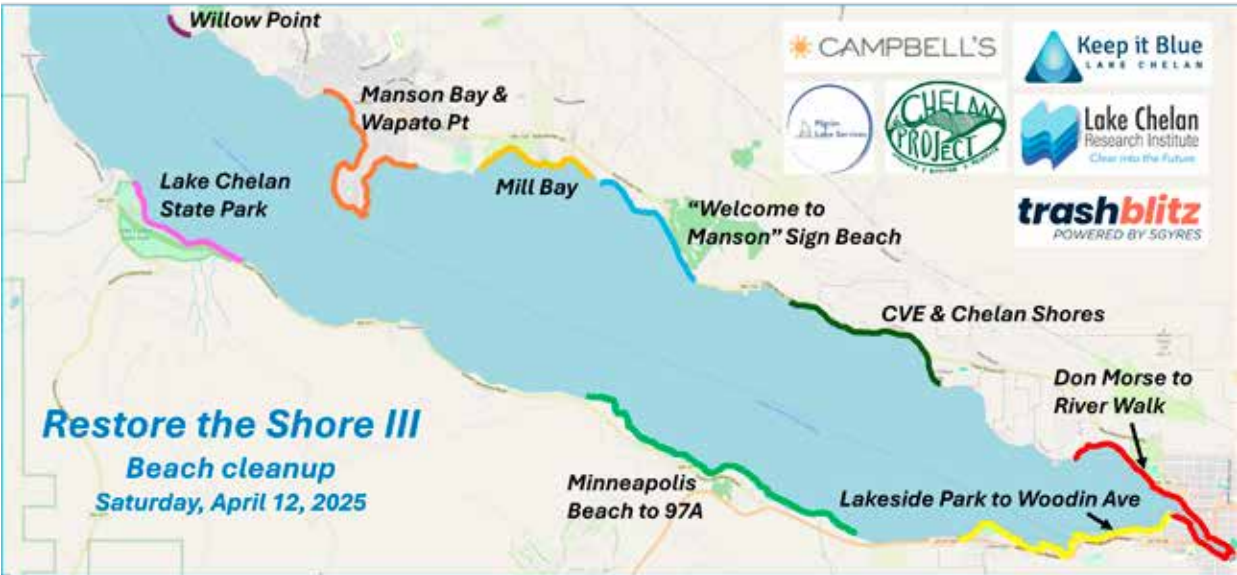 Willow Point
CAMPBELL'S
Keep it Blue
LAKE CHELAN
Manson Bay &
Wapato Pt
Pilgrim
Lake Services
CHELAN
PROJECT
Lake Chelan
Research Institute
Clear into the Future
Lake Chelan
State Park
Mill Bay
"Welcome to
Manson" Sign Beach
trashblitz
POWERED BY 5GYRES
CVE & Chelan Shores
Don Morse to
River Walk
Restore the Shore III
Beach cleanup
Saturday, April 12, 2025
Minneapolis
Beach to 97A
Lakeside Park to Woodin Ave